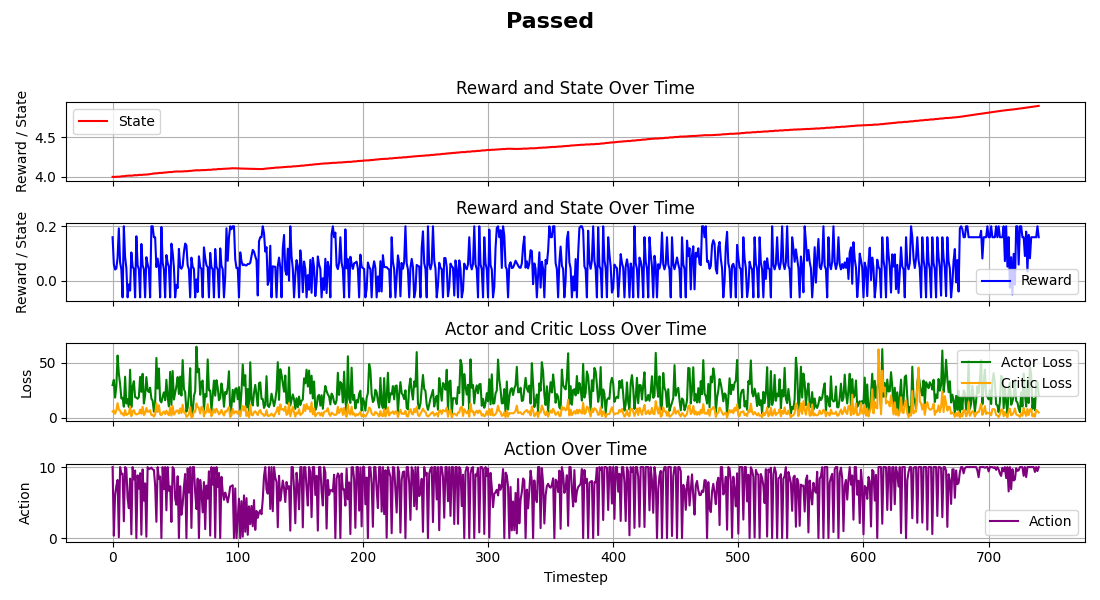 Passed
Reward and State Over Time
Reward / State
4.5
4.0
State
Reward and State Over Time
Reward / State
0.2
0.0
Reward
Actor and Critic Loss Over Time
Loss
50
0
Actor Loss
Critic Loss
Action Over Time
Action
10
0
Action
0 100 200 300 400 500 600 700
Timestep